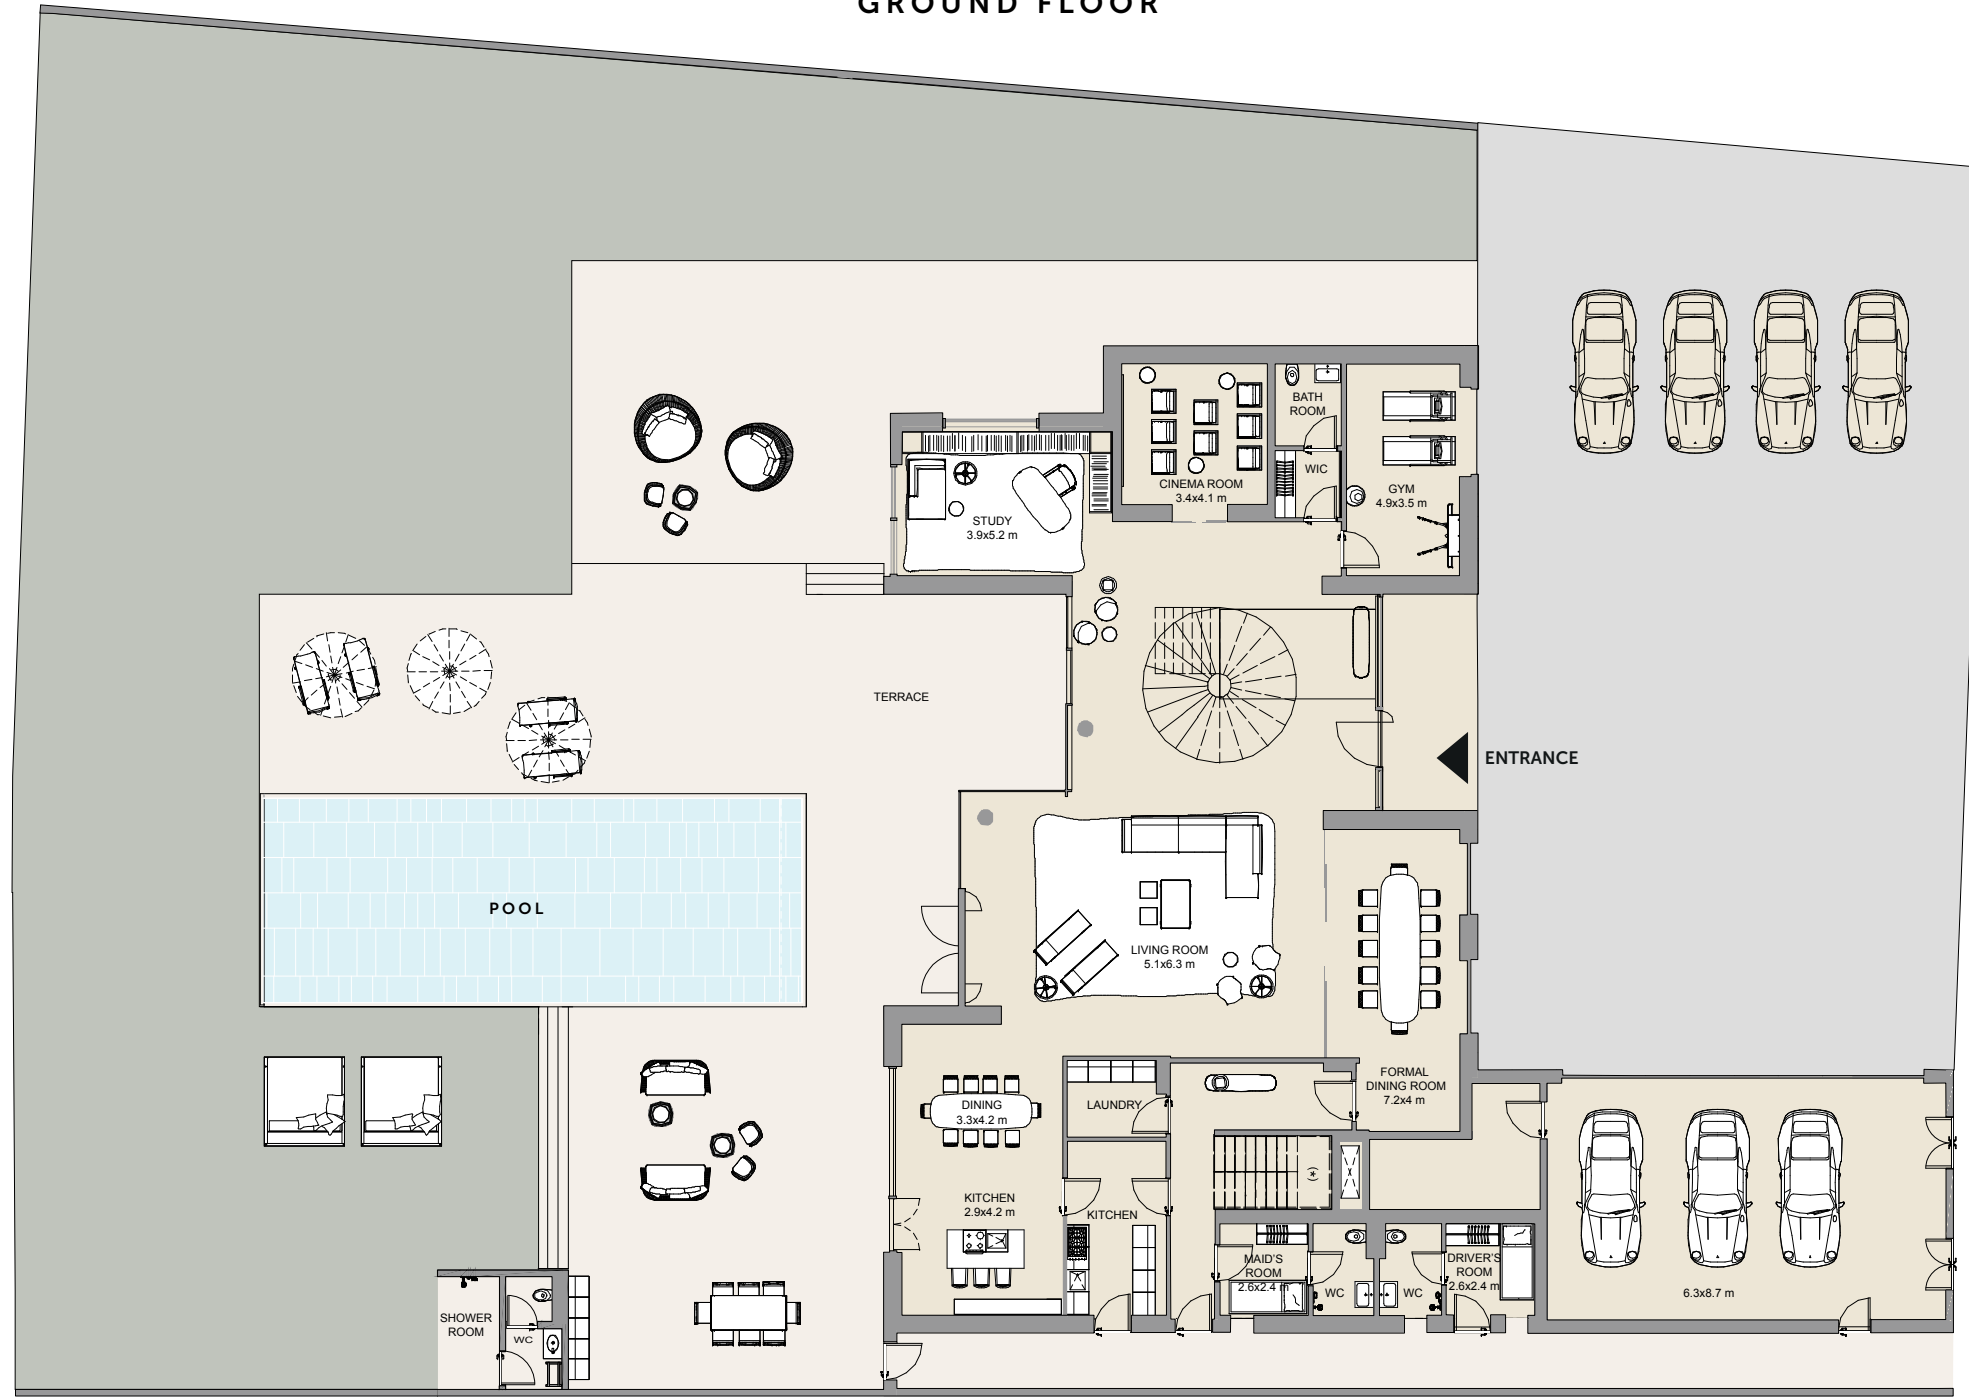 GROUND FLOOR
BATH
ROOM
WIC
CINEMA ROOM
3.4x4.1 m
GYM
4.9x3.5 m
STUDY
3.9x5.2 m
TERRACE
ENTRANCE
POOL
LIVING ROOM
5.1x6.3 m
FORMAL
DINING ROOM
7.2x4 m
DINING
3.3x4.2 m
LAUNDRY
(*)
KITCHEN
2.9x4.2 m
KITCHEN
MAID'S
ROOM
2.6x2.4 m
WC
WC
DRIVER'S
ROOM
2.6x2.4 m
6.3x8.7 m
SHOWER
ROOM
WC